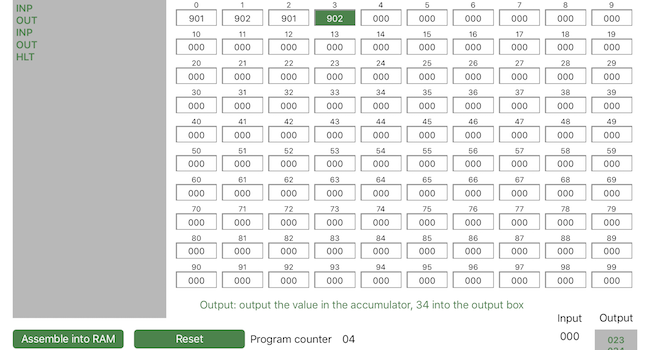 INP
OUT
INP
OUT
HLT
0 1 2 3 4 5 6 7 8 9
901 902 901 902 000 000 000 000 000 000
10 11 12 13 14 15 16 17 18 19
000 000 000 000 000 000 000 000 000 000
20 21 22 23 24 25 26 27 28 29
000 000 000 000 000 000 000 000 000 000
30 31 32 33 34 35 36 37 38 39
000 000 000 000 000 000 000 000 000 000
40 41 42 43 44 45 46 47 48 49
000 000 000 000 000 000 000 000 000 000
50 51 52 53 54 55 56 57 58 59
000 000 000 000 000 000 000 000 000 000
60 61 62 63 64 65 66 67 68 69
000 000 000 000 000 000 000 000 000 000
70 71 72 73 74 75 76 77 78 79
000 000 000 000 000 000 000 000 000 000
80 81 82 83 84 85 86 87 88 89
000 000 000 000 000 000 000 000 000 000
90 91 92 93 94 95 96 97 98 99
000 000 000 000 000 000 000 000 000 000
Output: output the value in the accumulator, 34 into the output box
Input Output
Assemble into RAM Reset Program counter 04 000 023